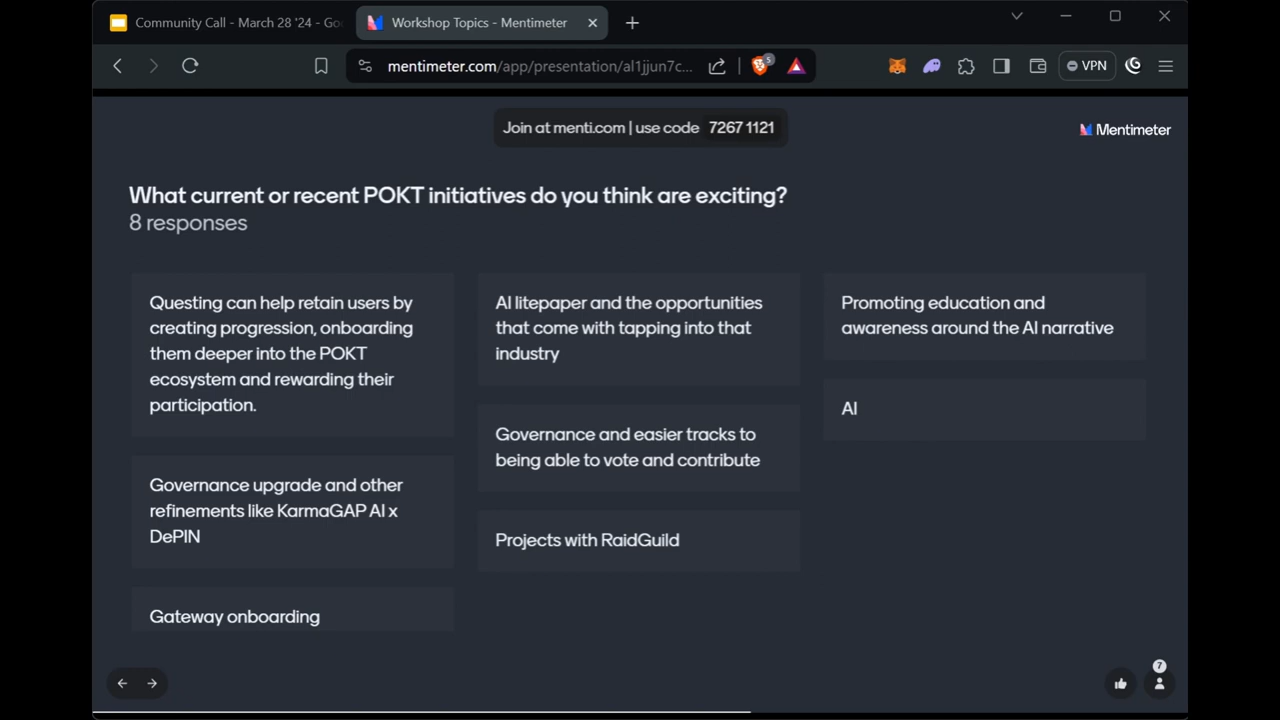 Community Call - March 28 '24 - Go
Workshop Topics - Mentimeter
mentimeter.com/app/presentation/al1jjun7c...
5
VPN
Join at menti.com | use code 7267 1121
Mentimeter
What current or recent POKT initiatives do you think are exciting?
8 responses
Questing can help retain users by
creating progression, onboarding
them deeper into the POKT
ecosystem and rewarding their
participation.
Governance upgrade and other
refinements like KarmaGAP AI x
DePIN
Gateway onboarding
AI litepaper and the opportunities
that come with tapping into that
industry
Governance and easier tracks to
being able to vote and contribute
Projects with RaidGuild
Promoting education and
awareness around the AI narrative
AI
7